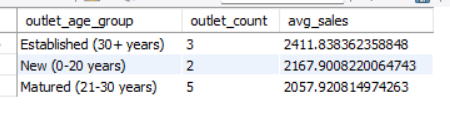 outlet_age_group outlet_count avg_sales
Established (30+ years) 3 2411.838362358848
New (0-20 years) 2 2167.9008220064743
Matured (21-30 years) 5 2057.920814974263